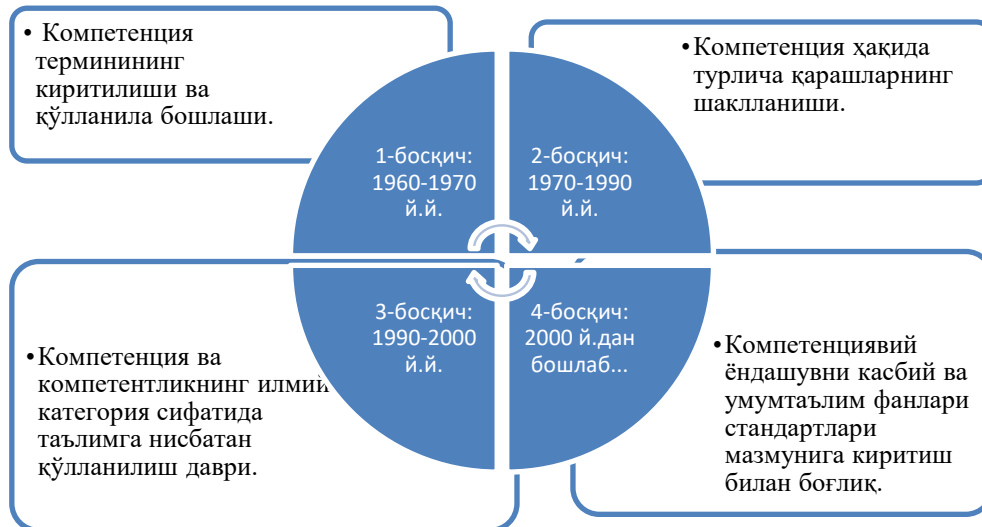 • Компетенция
терминининг
киритилиши ва
қўлланила бошлаши.
1-босқич:
1960-1970
й.й.
• Компетенция ҳақида
турлича қарашларнинг
шаклланиши.
2-босқич:
1970-1990
й.й.
• Компетенция ва
компетентликнинг илмий
категория сифатида
таълимга нисбатан
қўлланилиш даври.
3-босқич:
1990-2000
й.й.
• Компетенциявий
ёндашувни касбий ва
умумтаълим фанлари
стандартлари
мазмунига киритиш
билан боғлиқ.
4-босқич:
2000 й.дан
бошлаб...